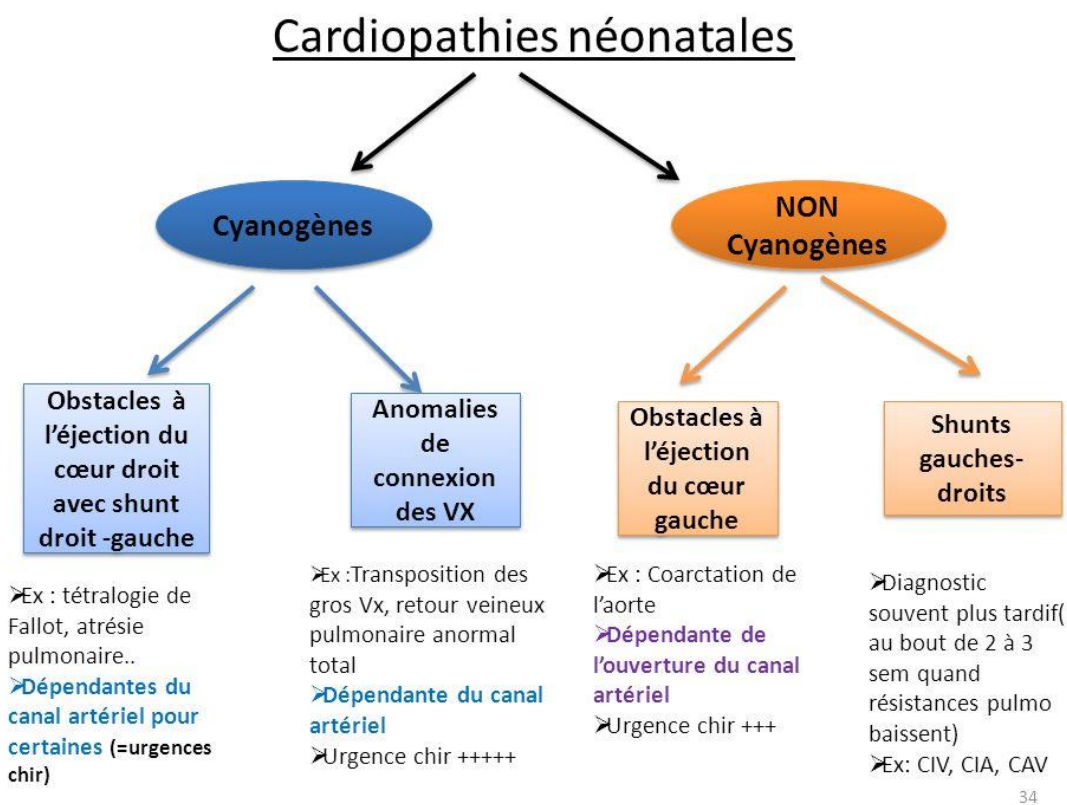 Cardiopathies néonatales
Cyanogènes
NON
Cyanogènes
Obstacles à
l’éjection du
cœur droit
avec shunt
droit -gauche
Anomalies
de
connexion
des VX
Obstacles à
l’éjection
du cœur
gauche
Shunts
gauches-
droits
➢Ex : tétralogie de
Fallot, atrésie
pulmonaire..
➢Dépendantes du
canal artériel pour
certaines (=urgences
chir)
➢Ex :Transposition des
gros Vx, retour veineux
pulmonaire anormal
total
➢Dépendante du canal
artériel
➢Urgence chir +++++
➢Ex : Coarctation de
l’aorte
➢Dépendante de
l’ouverture du canal
artériel
➢Urgence chir +++
➢Diagnostic
souvent plus tardif(
au bout de 2 à 3
sem quand
résistances pulmo
baissent)
➢Ex: CIV, CIA, CAV
34